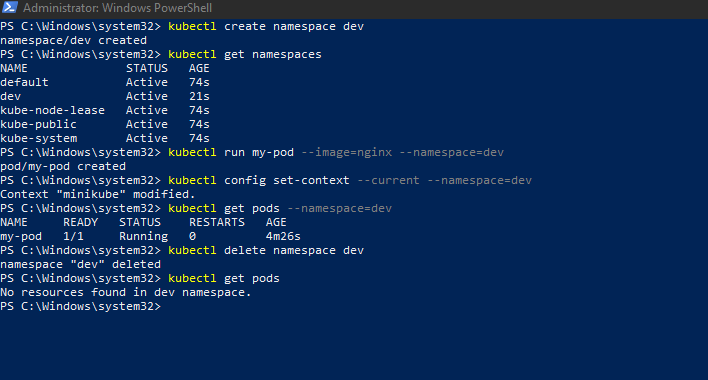 Administrator: Windows PowerShell
PS C:\Windows\system32> kubectl create namespace dev
namespace/dev created
PS C:\Windows\system32> kubectl get namespaces
NAME              STATUS   AGE
default           Active   74s
dev               Active   21s
kube-node-lease   Active   74s
kube-public       Active   74s
kube-system       Active   74s
PS C:\Windows\system32> kubectl run my-pod --image=nginx --namespace=dev
pod/my-pod created
PS C:\Windows\system32> kubectl config set-context --current --namespace=dev
Context "minikube" modified.
PS C:\Windows\system32> kubectl get pods --namespace=dev
NAME     READY   STATUS    RESTARTS   AGE
my-pod   1/1     Running   0          4m26s
PS C:\Windows\system32> kubectl delete namespace dev
namespace "dev" deleted
PS C:\Windows\system32> kubectl get pods
No resources found in dev namespace.
PS C:\Windows\system32>